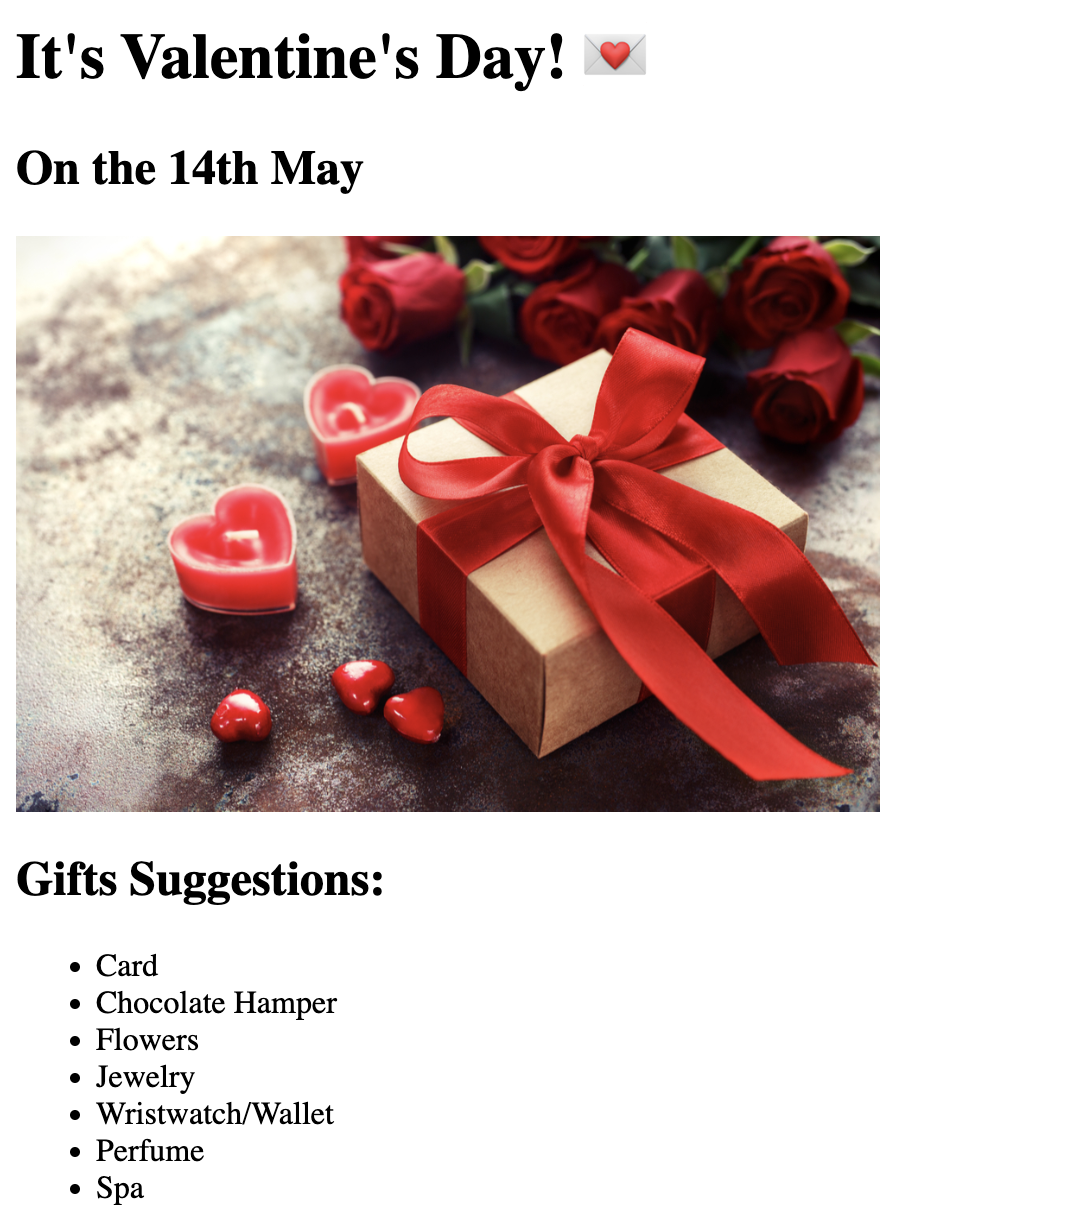 It's Valentine's Day! 💌
On the 14th May
Gifts Suggestions:
• Card
• Chocolate Hamper
• Flowers
• Jewelry
• Wristwatch/Wallet
• Perfume
• Spa